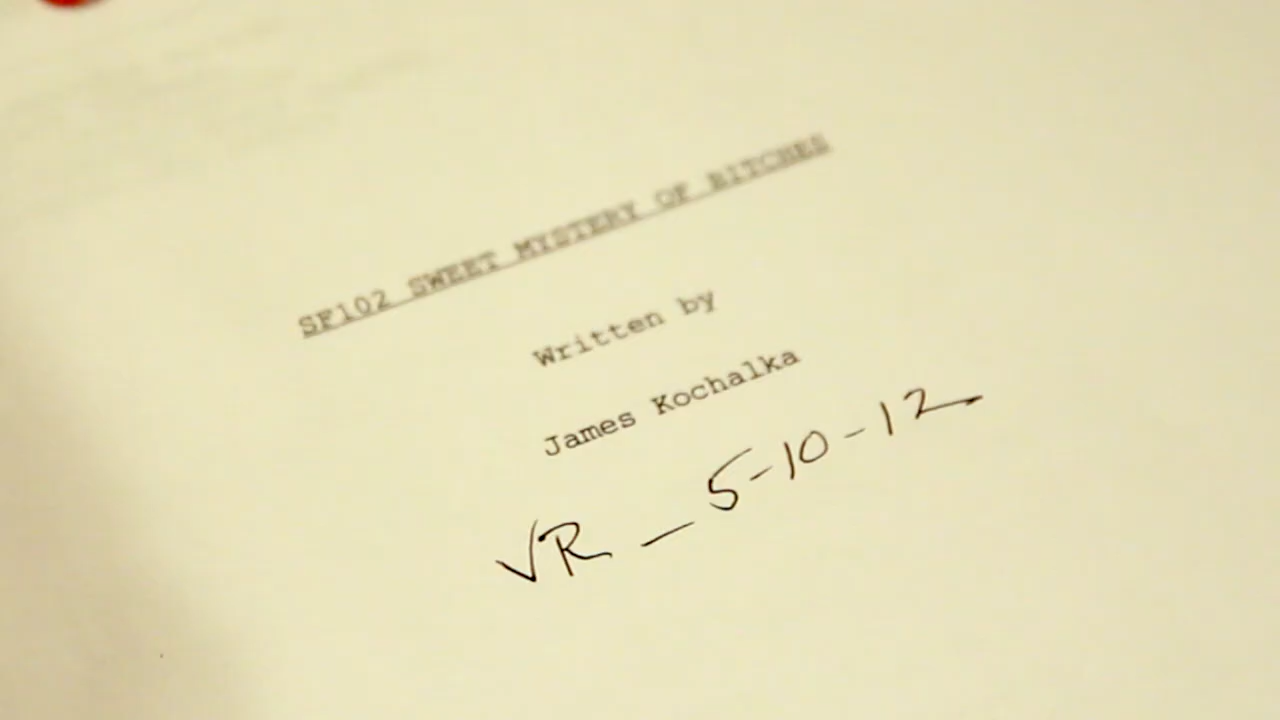 SF102 SWEET MYSTERY OF BITCHES
Written by
James Kochalka
VR - 5-10-12